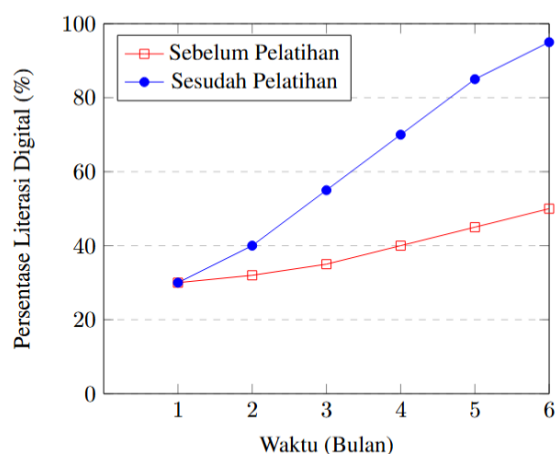 100
80
60
40
20
0
Persentase Literasi Digital (%)
Sebelum Pelatihan
Sesudah Pelatihan
1 2 3 4 5 6
Waktu (Bulan)